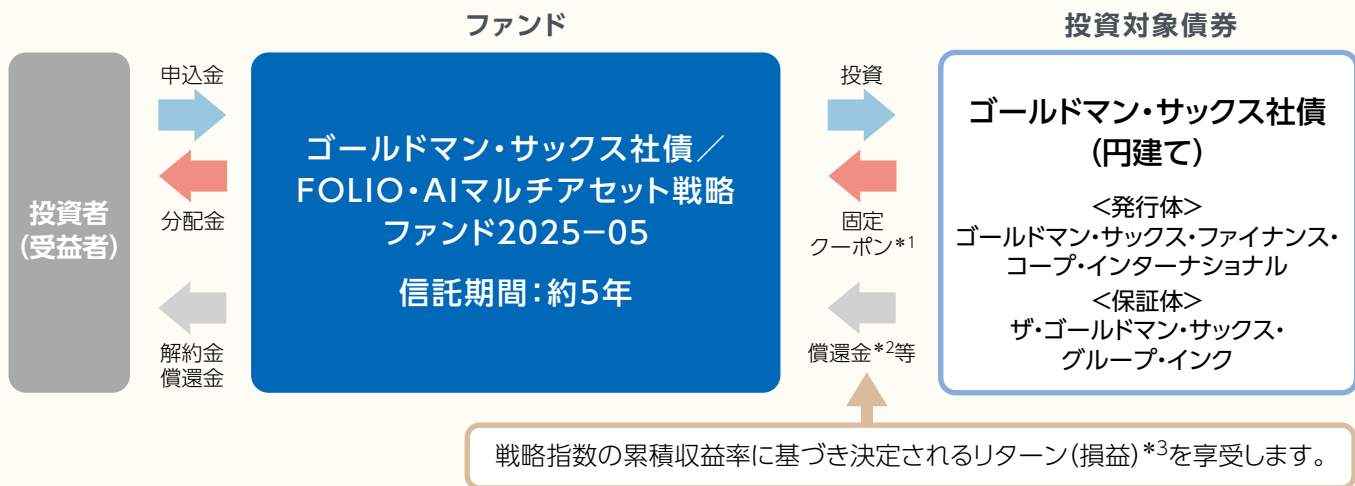 ファンド
投資対象債券
投資者
(受益者)
申込金
分配金
解約金
償還金
ゴールドマン・サックス社債／
FOLIO・AIマルチアセット戦略
ファンド2025－05
信託期間：約5年
投資
固定
クーポン*1
償還金*2等
ゴールドマン・サックス社債
(円建て)
<発行体>
ゴールドマン・サックス・ファイナンス・
コープ・インターナショナル
<保証体>
ザ・ゴールドマン・サックス・
グループ・インク
戦略指数の累積収益率に基づき決定されるリターン(損益)*3を享受します。